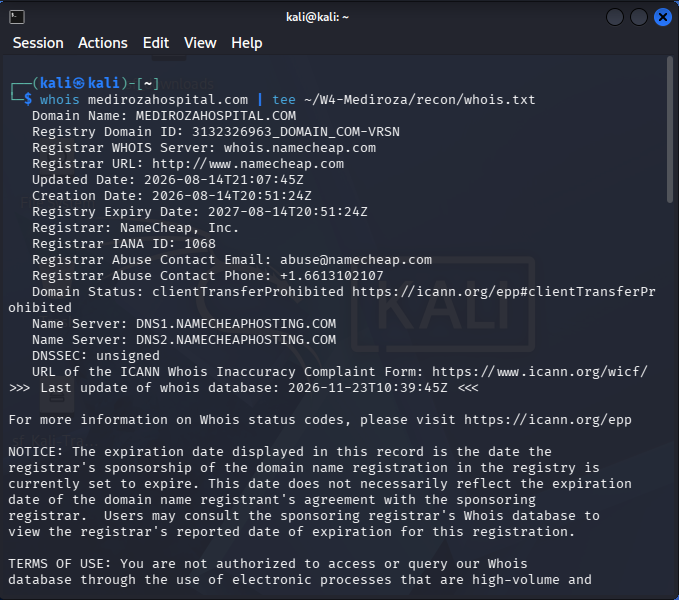 kali@kali: ~
Session Actions Edit View Help
┌──(kali㉿kali)-[~]
└─$ whois medirozahospital.com | tee ~/W4-Mediroza/recon/whois.txt
Domain Name: MEDIROZAHOSPITAL.COM
Registry Domain ID: 3132326963_DOMAIN_COM-VRSN
Registrar WHOIS Server: whois.namecheap.com
Registrar URL: http://www.namecheap.com
Updated Date: 2026-08-14T21:07:45Z
Creation Date: 2026-08-14T20:51:24Z
Registry Expiry Date: 2027-08-14T20:51:24Z
Registrar: NameCheap, Inc.
Registrar IANA ID: 1068
Registrar Abuse Contact Email: abuse@namecheap.com
Registrar Abuse Contact Phone: +1.6613102107
Domain Status: clientTransferProhibited https://icann.org/epp#clientTransferPr
ohibited
Name Server: DNS1.NAMECHEAPHOSTING.COM
Name Server: DNS2.NAMECHEAPHOSTING.COM
DNSSEC: unsigned
URL of the ICANN Whois Inaccuracy Complaint Form: https://www.icann.org/wicf/
>>> Last update of whois database: 2026-11-23T10:39:45Z <<<
For more information on Whois status codes, please visit https://icann.org/epp
NOTICE: The expiration date displayed in this record is the date the
registrar's sponsorship of the domain name registration in the registry is
currently set to expire. This date does not necessarily reflect the expiration
date of the domain name registrant's agreement with the sponsoring
registrar.  Users may consult the sponsoring registrar's Whois database to
view the registrar's reported date of expiration for this registration.
TERMS OF USE: You are not authorized to access or query our Whois
database through the use of electronic processes that are high-volume and
KALI